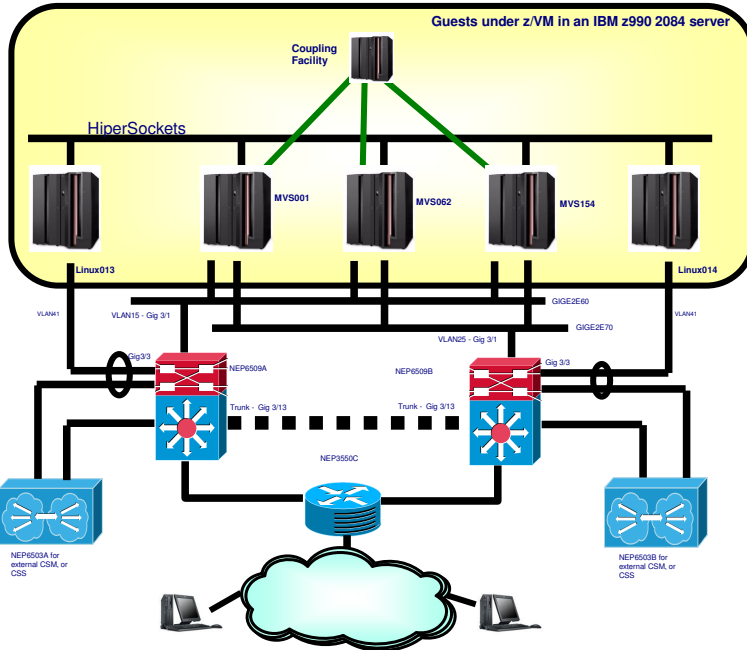 Guests under z/VM in an IBM z990 2084 server
Coupling
Facility
HiperSockets
MVS001
MVS062
MVS154
Linux013
Linux014
GIGE2E60
VLAN41
VLAN15 - Gig 3/1
VLAN41
GIGE2E70
VLAN25 - Gig 3/1
Gig3/3
NEP6509A
NEP6509B
Gig 3/3
Trunk - Gig 3/13
Trunk - Gig 3/13
NEP3550C
NEP6503A for
external CSM, or
CSS
NEP6503B for
external CSM, or
CSS